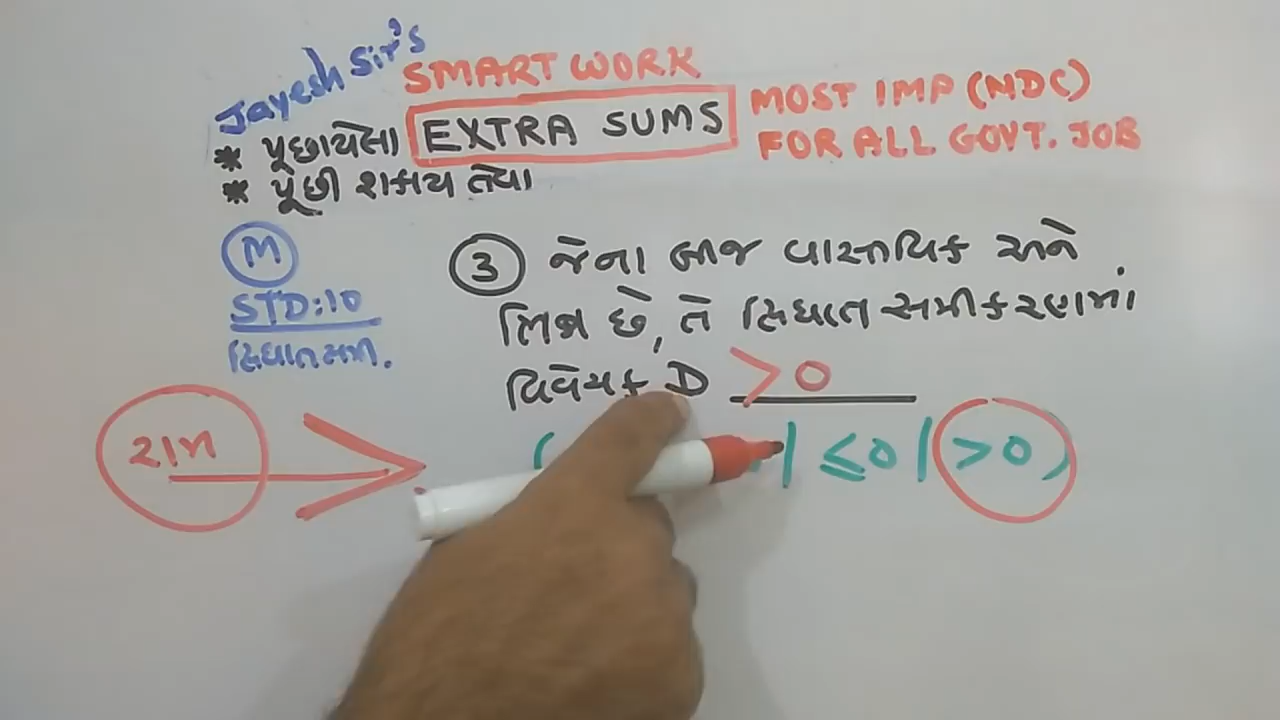 Jayesh Sir's
SMART WORK
* પૂછાયેલા EXTRA SUMS MOST IMP (MDC)
* પૂછી શકાય તેવા FOR ALL GOVT. JOB
M
STD:10
દ્વિઘાત સમી.
3 જેના બીજ વાસ્તવિક અને
ભિન્ન છે, તે દ્વિઘાત સમીકરણમાં
વિવેચક D > 0
( | ≤0 | >0 )